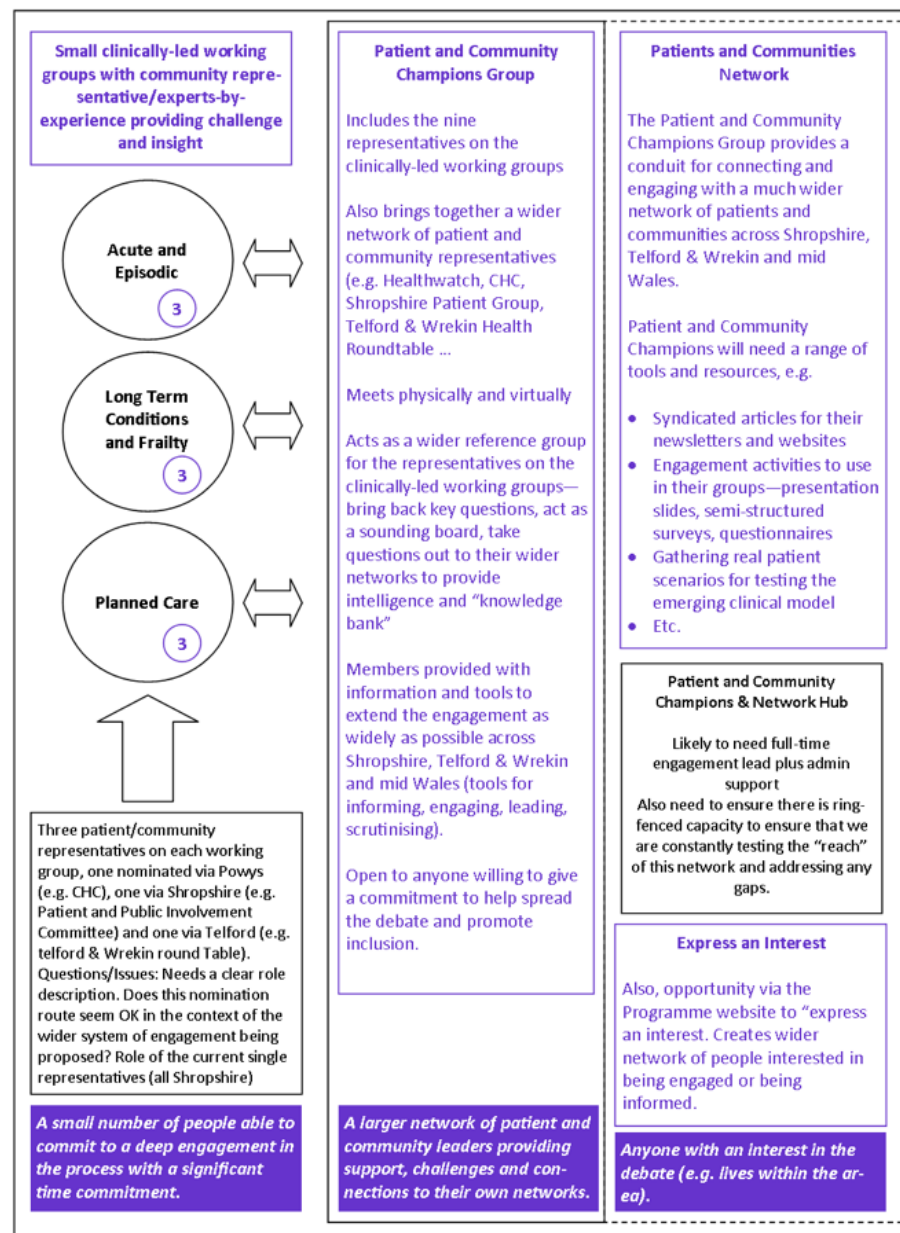 Small clinically-led working
groups with community repre-
sentative/experts-by-
experience providing challenge
and insight
Acute and
Episodic
3
Long Term
Conditions
and Frailty
3
Planned Care
3
Three patient/community
representatives on each working
group, one nominated via Powys
(e.g. CHC), one via Shropshire (e.g.
Patient and Public Involvement
Committee) and one via Telford (e.g.
telford & Wrekin round Table).
Questions/Issues: Needs a clear role
description. Does this nomination
route seem OK in the context of the
wider system of engagement being
proposed? Role of the current single
representatives (all Shropshire)
A small number of people able to
commit to a deep engagement in
the process with a significant
time commitment.
Patient and Community
Champions Group
Includes the nine
representatives on the
clinically-led working groups
Also brings together a wider
network of patient and
community representatives
(e.g. Healthwatch, CHC,
Shropshire Patient Group,
Telford & Wrekin Health
Roundtable ...
Meets physically and virtually
Acts as a wider reference group
for the representatives on the
clinically-led working groups—
bring back key questions, act as
a sounding board, take
questions out to their wider
networks to provide
intelligence and “knowledge
bank”
Members provided with
information and tools to
extend the engagement as
widely as possible across
Shropshire, Telford & Wrekin
and mid Wales (tools for
informing, engaging, leading,
scrutinising).
Open to anyone willing to give
a commitment to help spread
the debate and promote
inclusion.
A larger network of patient and
community leaders providing
support, challenges and con-
nections to their own networks.
Patients and Communities
Network
The Patient and Community
Champions Group provides a
conduit for connecting and
engaging with a much wider
network of patients and
communities across Shropshire,
Telford & Wrekin and mid
Wales.
Patient and Community
Champions will need a range of
tools and resources, e.g.
● Syndicated articles for their
newsletters and websites
● Engagement activities to use
in their groups—presentation
slides, semi-structured
surveys, questionnaires
● Gathering real patient
scenarios for testing the
emerging clinical model
● Etc.
Patient and Community
Champions & Network Hub
Likely to need full-time
engagement lead plus admin
support
Also need to ensure there is ring-
fenced capacity to ensure that we
are constantly testing the “reach”
of this network and addressing any
gaps.
Express an Interest
Also, opportunity via the
Programme website to “express
an interest. Creates wider
network of people interested in
being engaged or being
informed.
Anyone with an interest in the
debate (e.g. lives within the ar-
ea).